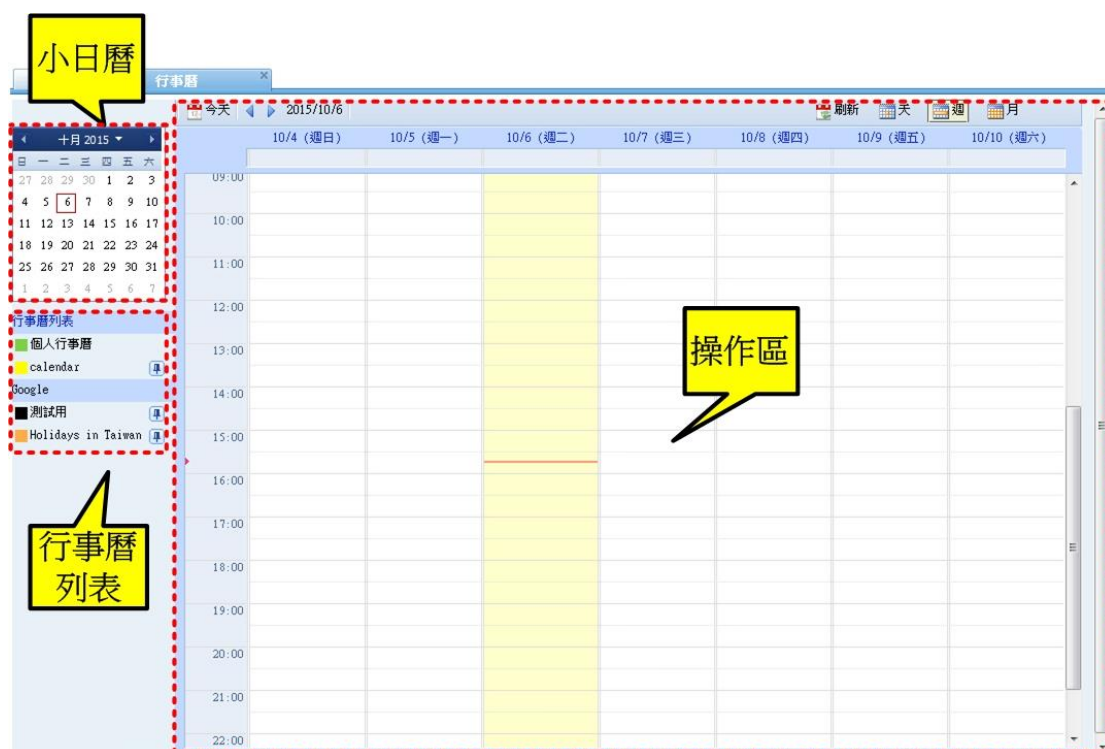 小日曆
行事曆
今天 2015/10/6 刷新 天 週 月
十月 2015
日 一 二 三 四 五 六
27 28 29 30 1 2 3
4 5 6 7 8 9 10
11 12 13 14 15 16 17
18 19 20 21 22 23 24
25 26 27 28 29 30 31
1 2 3 4 5 6 7
行事曆列表
個人行事曆
calendar
Google
測試用
Holidays in Taiwan
行事曆
列表
10/4 (週日) 10/5 (週一) 10/6 (週二) 10/7 (週三) 10/8 (週四) 10/9 (週五) 10/10 (週六)
09:00
10:00
11:00
12:00
13:00
14:00
15:00
16:00
17:00
18:00
19:00
20:00
21:00
22:00
操作區